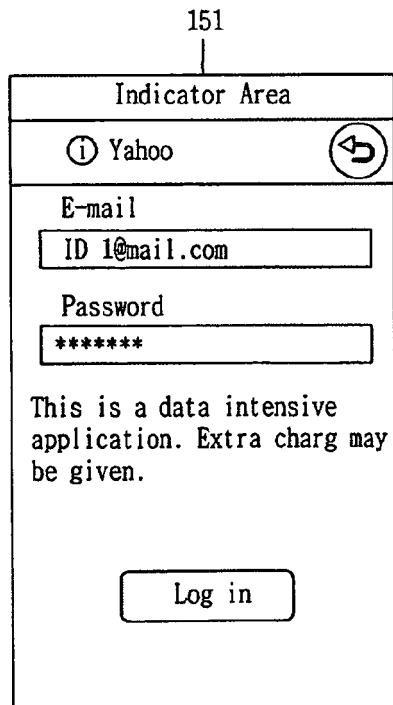 151
Indicator Area
i Yahoo
E-mail
ID 1@mail.com
Password
*******
This is a data intensive
application. Extra charg may
be given.
Log in